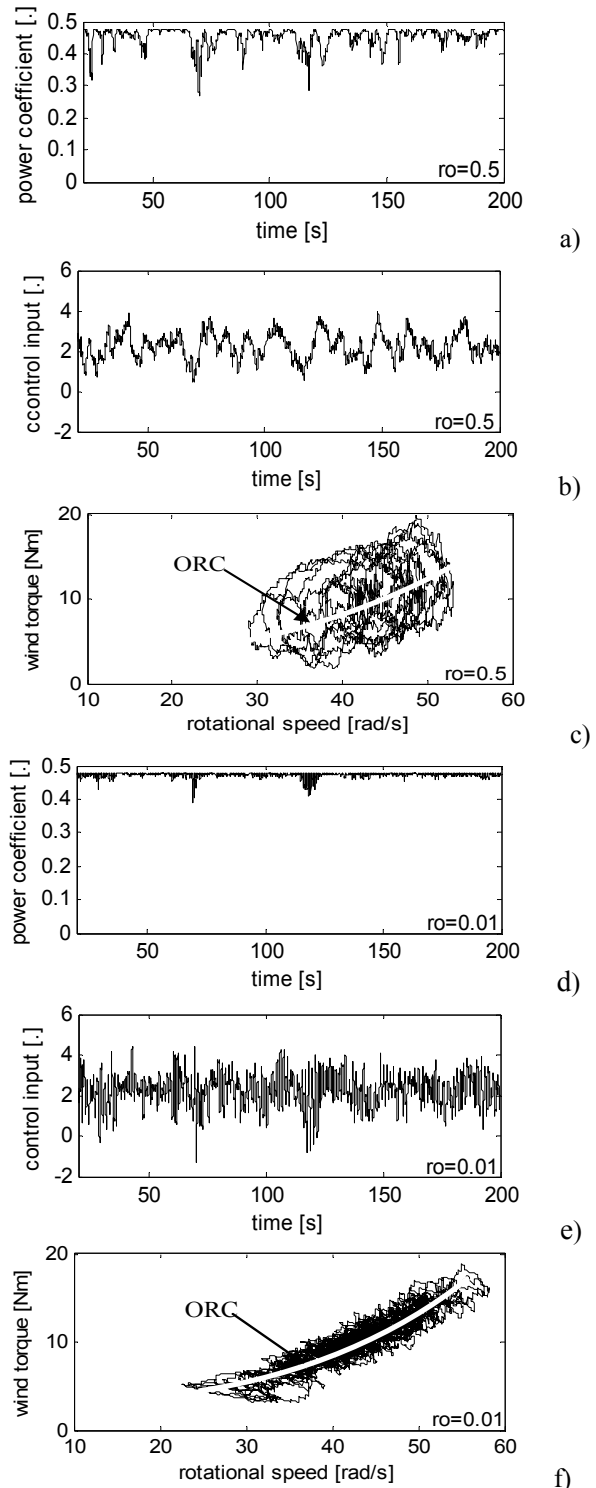 0.5
0.4
0.3
0.2
0.1
0
power coefficient [.]
ro=0.5
50 100 150 200
time [s]
a)
6
4
2
0
-2
ccontrol input [.]
ro=0.5
50 100 150 200
time [s]
b)
20
10
0
wind torque [Nm]
ORC
ro=0.5
10 20 30 40 50 60
rotational speed [rad/s]
c)
0.5
0.4
0.3
0.2
0.1
0
power coefficient [.]
ro=0.01
50 100 150 200
time [s]
d)
6
4
2
0
-2
control input [.]
ro=0.01
50 100 150 200
time [s]
e)
20
10
0
wind torque [Nm]
ORC
ro=0.01
10 20 30 40 50 60
rotational speed [rad/s]
f)